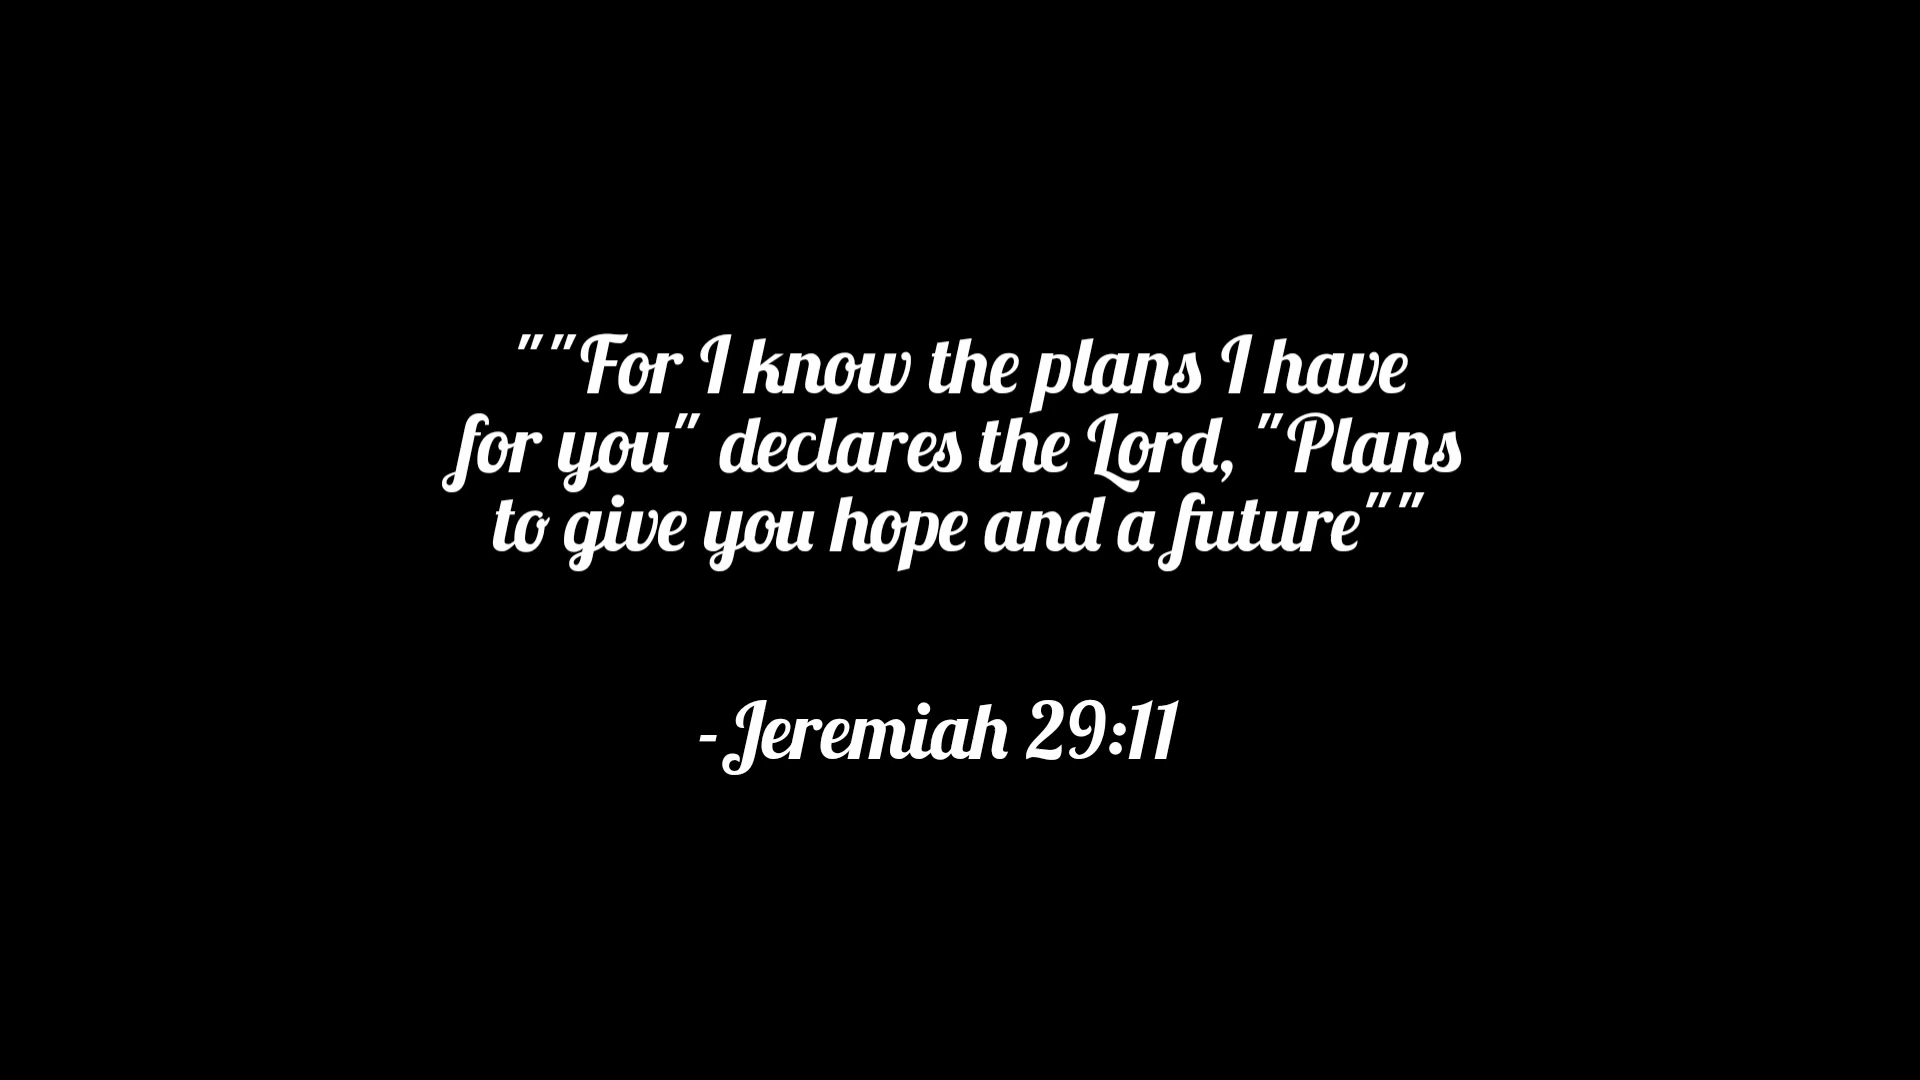 ""For I know the plans I have
for you" declares the Lord, "Plans
to give you hope and a future""
-Jeremiah 29:11